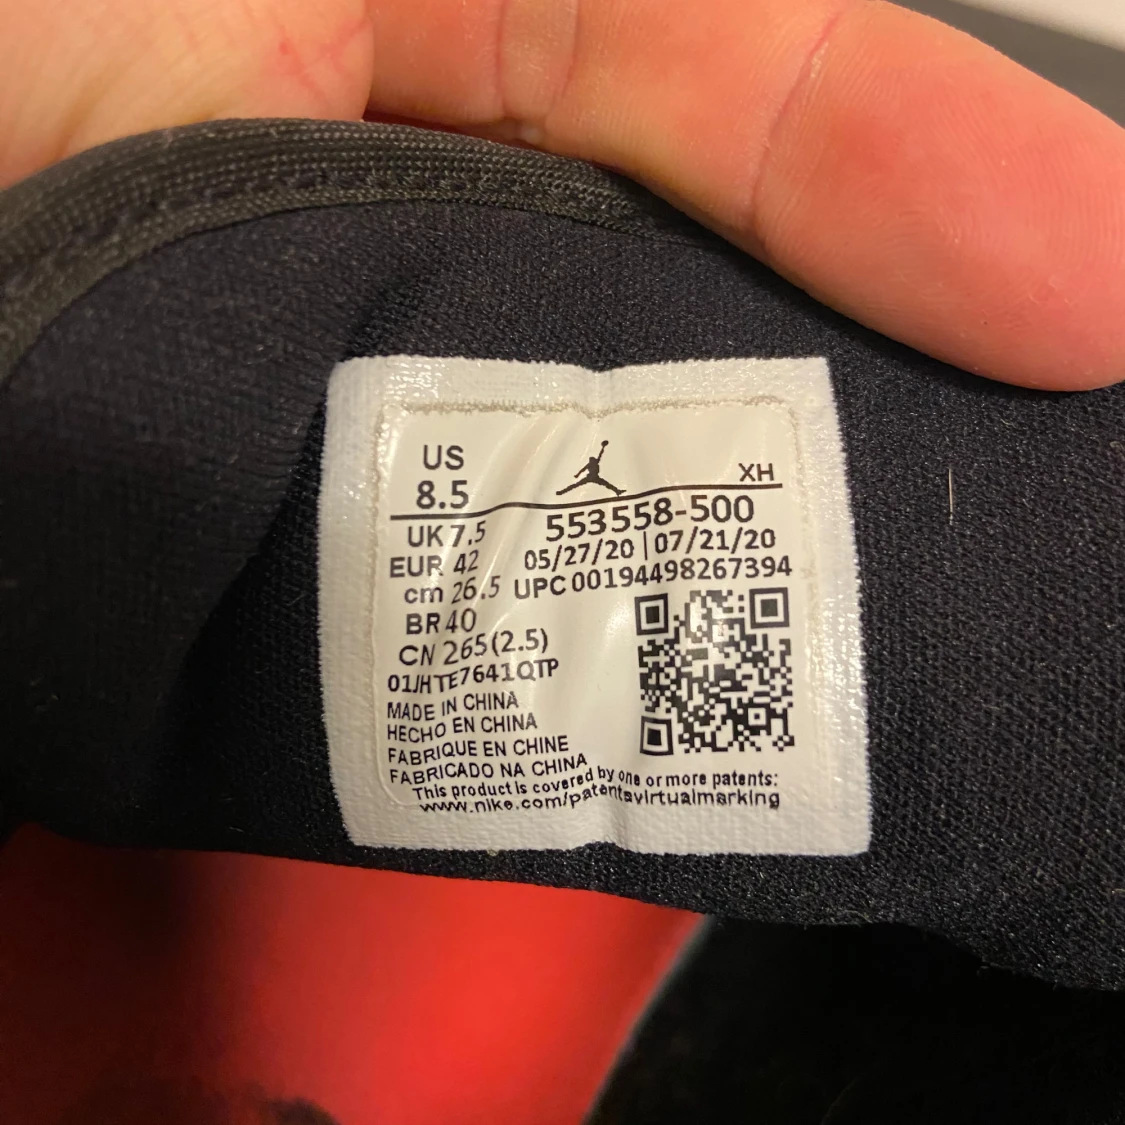 US
8.5
XH
UK 7.5
553558-500
EUR 42
05/27/20 | 07/21/20
cm 26.5
UPC 00194498267394
BR 40
CN 265(2.5)
01/HTE7641QTP
MADE IN CHINA
HECHO EN CHINA
FABRIQUE EN CHINE
FABRICADO NA CHINA
This product is covered by one or more patents:
www.nike.com/patentsvirtualmarking